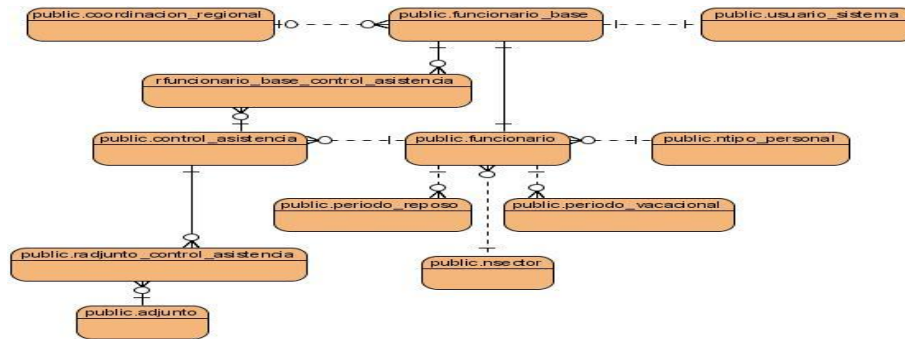 public.coordinacion_regional
public.funcionario_base
public.usuario_sistema
rfuncionario_base_control_asistencia
public.control_asistencia
public.funcionario
public.ntipo_personal
public.periodo_reposo
public.periodo_vacacional
public.radjunto_control_asistencia
public.nsector
public.adjunto